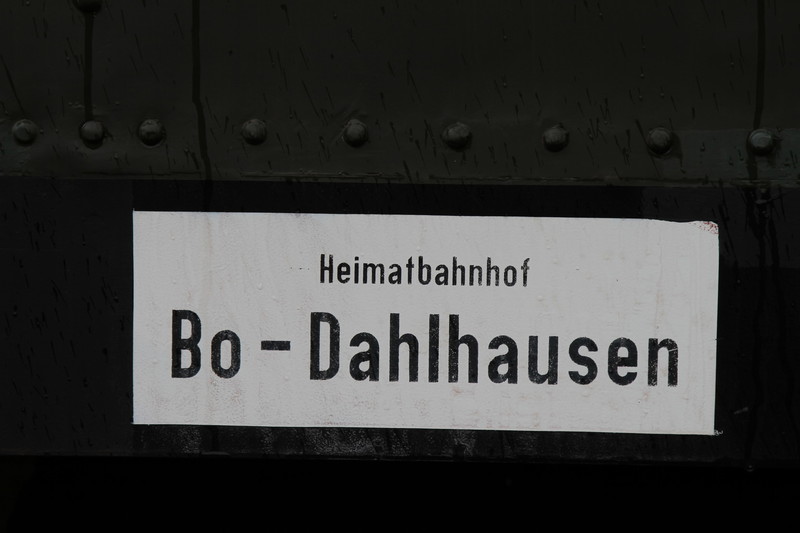 Heimatbahnhof
Bo - Dahlhausen